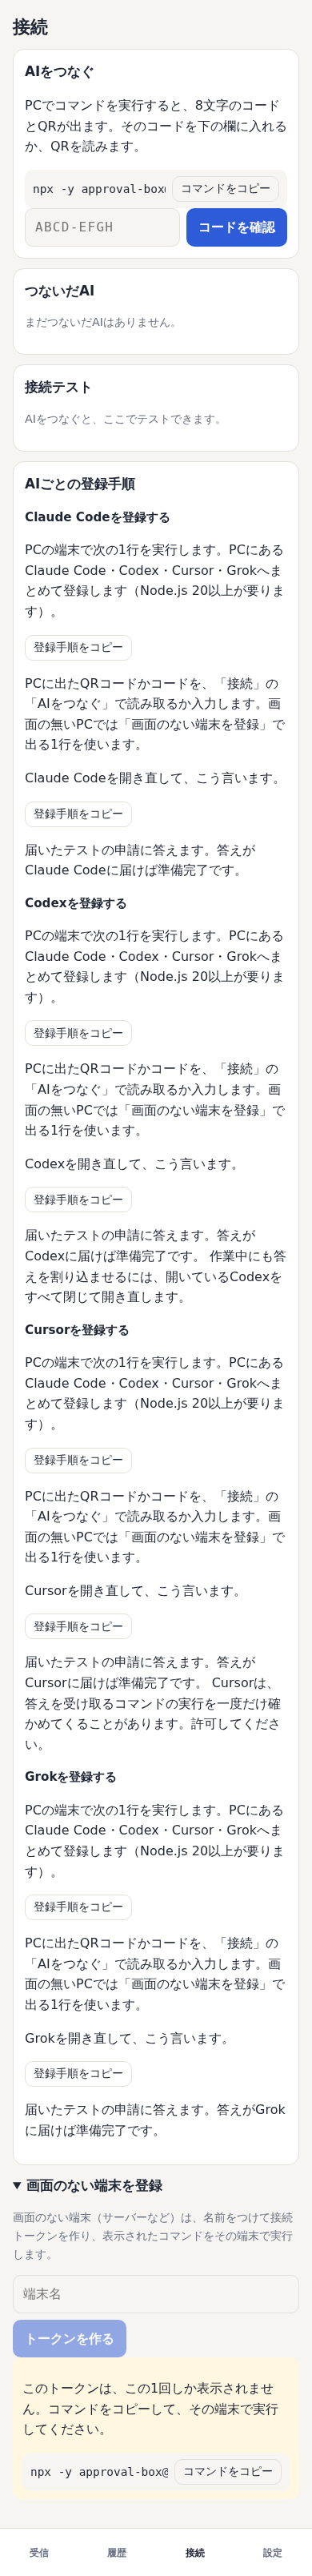 接続
AIをつなぐ
PCでコマンドを実行すると、8文字のコード
とQRが出ます。そのコードを下の欄に入れる
か、QRを読みます。
npx -y approval-box
コマンドをコピー
ABCD-EFGH
コードを確認
つないだAI
まだつないだAIはありません。
接続テスト
AIをつなぐと、ここでテストできます。
AIごとの登録手順
Claude Codeを登録する
PCの端末で次の1行を実行します。PCにある
Claude Code・Codex・Cursor・Grokへま
とめて登録します（Node.js 20以上が要りま
す）。
登録手順をコピー
PCに出たQRコードかコードを、「接続」の
「AIをつなぐ」で読み取るか入力します。画
面の無いPCでは「画面のない端末を登録」で
出る1行を使います。
Claude Codeを開き直して、こう言います。
登録手順をコピー
届いたテストの申請に答えます。答えが
Claude Codeに届けば準備完了です。
Codexを登録する
PCの端末で次の1行を実行します。PCにある
Claude Code・Codex・Cursor・Grokへま
とめて登録します（Node.js 20以上が要りま
す）。
登録手順をコピー
PCに出たQRコードかコードを、「接続」の
「AIをつなぐ」で読み取るか入力します。画
面の無いPCでは「画面のない端末を登録」で
出る1行を使います。
Codexを開き直して、こう言います。
登録手順をコピー
届いたテストの申請に答えます。答えが
Codexに届けば準備完了です。 作業中にも答
えを割り込ませるには、開いているCodexを
すべて閉じて開き直します。
Cursorを登録する
PCの端末で次の1行を実行します。PCにある
Claude Code・Codex・Cursor・Grokへま
とめて登録します（Node.js 20以上が要りま
す）。
登録手順をコピー
PCに出たQRコードかコードを、「接続」の
「AIをつなぐ」で読み取るか入力します。画
面の無いPCでは「画面のない端末を登録」で
出る1行を使います。
Cursorを開き直して、こう言います。
登録手順をコピー
届いたテストの申請に答えます。答えが
Cursorに届けば準備完了です。 Cursorは、
答えを受け取るコマンドの実行を一度だけ確
かめてくることがあります。許可してくださ
い。
Grokを登録する
PCの端末で次の1行を実行します。PCにある
Claude Code・Codex・Cursor・Grokへま
とめて登録します（Node.js 20以上が要りま
す）。
登録手順をコピー
PCに出たQRコードかコードを、「接続」の
「AIをつなぐ」で読み取るか入力します。画
面の無いPCでは「画面のない端末を登録」で
出る1行を使います。
Grokを開き直して、こう言います。
登録手順をコピー
届いたテストの申請に答えます。答えがGrok
に届けば準備完了です。
▼ 画面のない端末を登録
画面のない端末（サーバーなど）は、名前をつけて接続
トークンを作り、表示されたコマンドをその端末で実行
します。
端末名
トークンを作る
このトークンは、この1回しか表示されませ
ん。コマンドをコピーして、その端末で実行
してください。
npx -y approval-box@
コマンドをコピー
受信 履歴 接続 設定